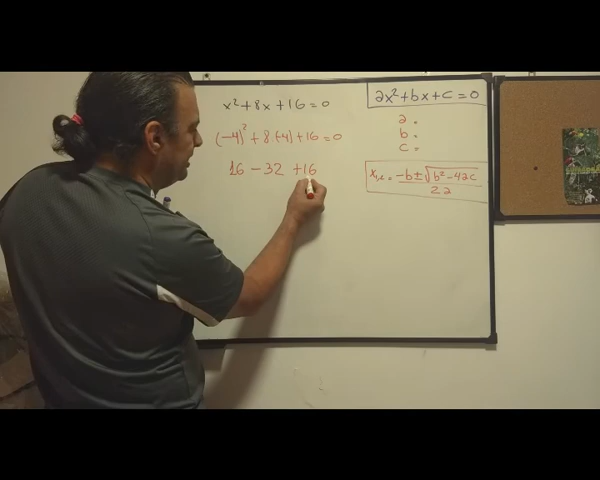 x²+8x+16=0
(-4)²+8(-4)+16=0
16-32+16
ax²+bx+c=0
a=
b=
c=
x₁,₂=(-b±√(b²-4ac))/2a